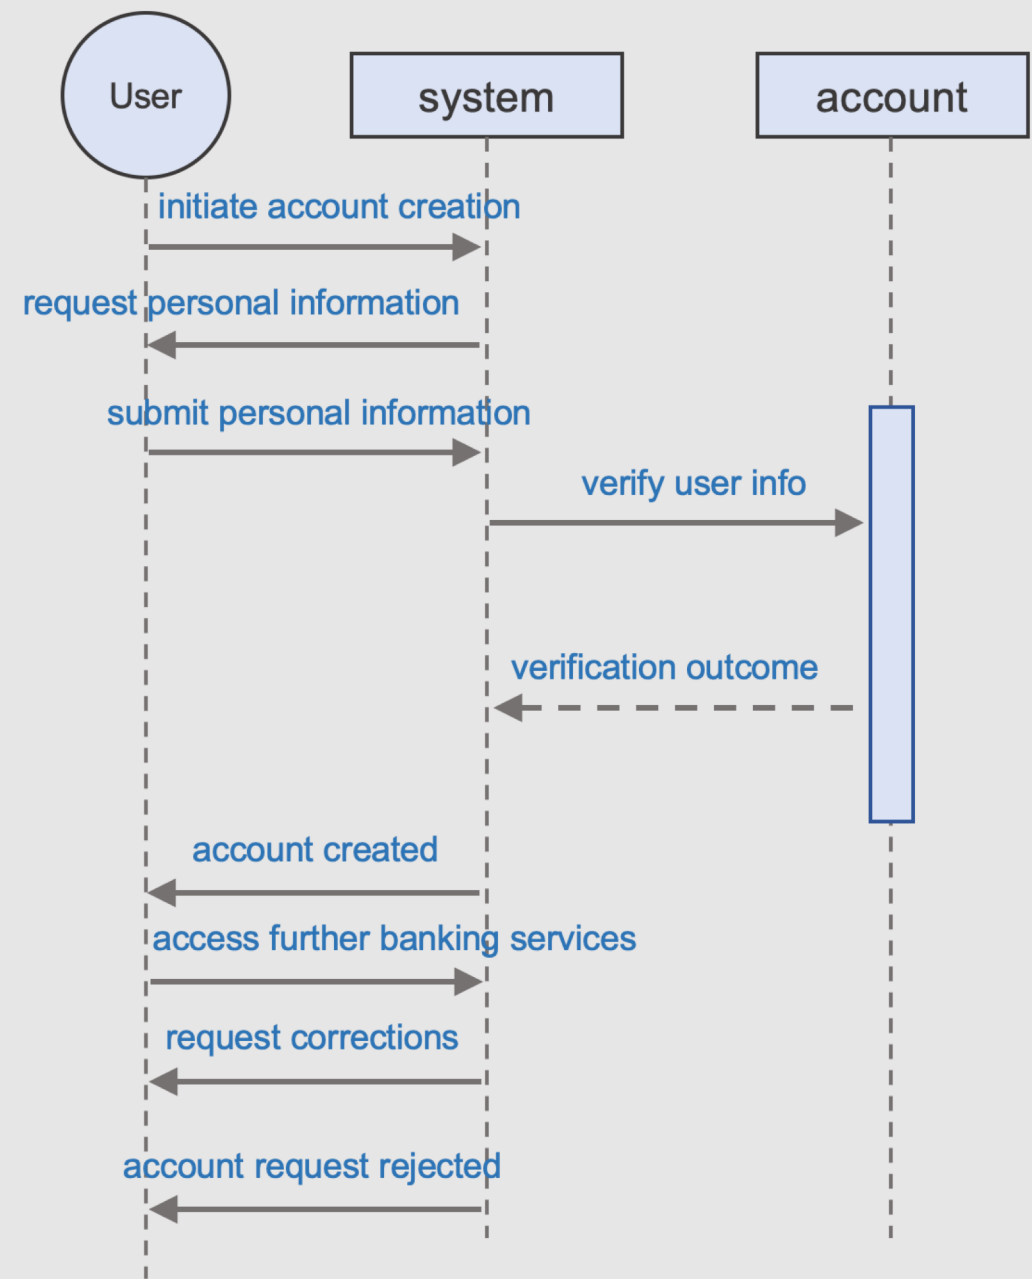 User
system
account
initiate account creation
request personal information
submit personal information
verify user info
verification outcome
account created
access further banking services
request corrections
account request rejected